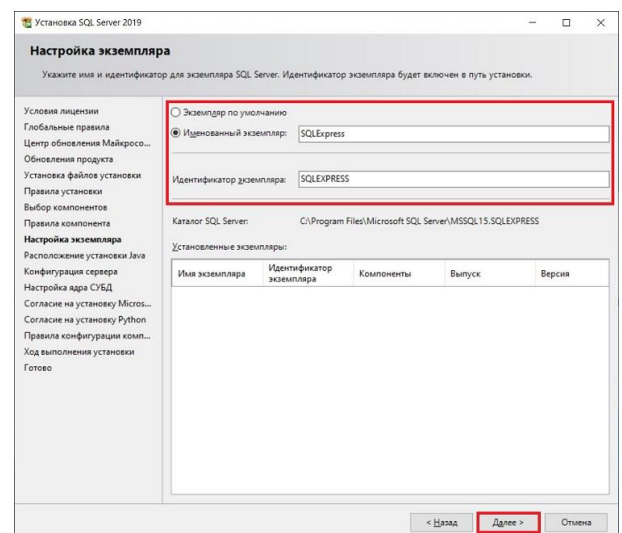 Установка SQL Server 2019
Настройка экземпляра
Укажите имя и идентификатор для экземпляра SQL Server. Идентификатор экземпляра будет включен в путь установки.
Условия лицензии
Глобальные правила
Центр обновления Майкросо...
Обновления продукта
Установка файлов установки
Правила установки
Выбор компонентов
Правила компонента
Настройка экземпляра
Расположение установки Java
Конфигурация сервера
Настройка ядра СУБД
Согласие на установку Micros...
Согласие на установку Python
Правила конфигурации комп...
Ход выполнения установки
Готово
Экземпляр по умолчанию
Именованный экземпляр: SQLExpress
Идентификатор экземпляра: SQLEXPRESS
Каталог SQL Server: C:\Program Files\Microsoft SQL Server\MSSQL15.SQLEXPRESS
Установленные экземпляры:
Имя экземпляра Идентификатор экземпляра Компоненты Выпуск Версия
< Назад Далее > Отмена